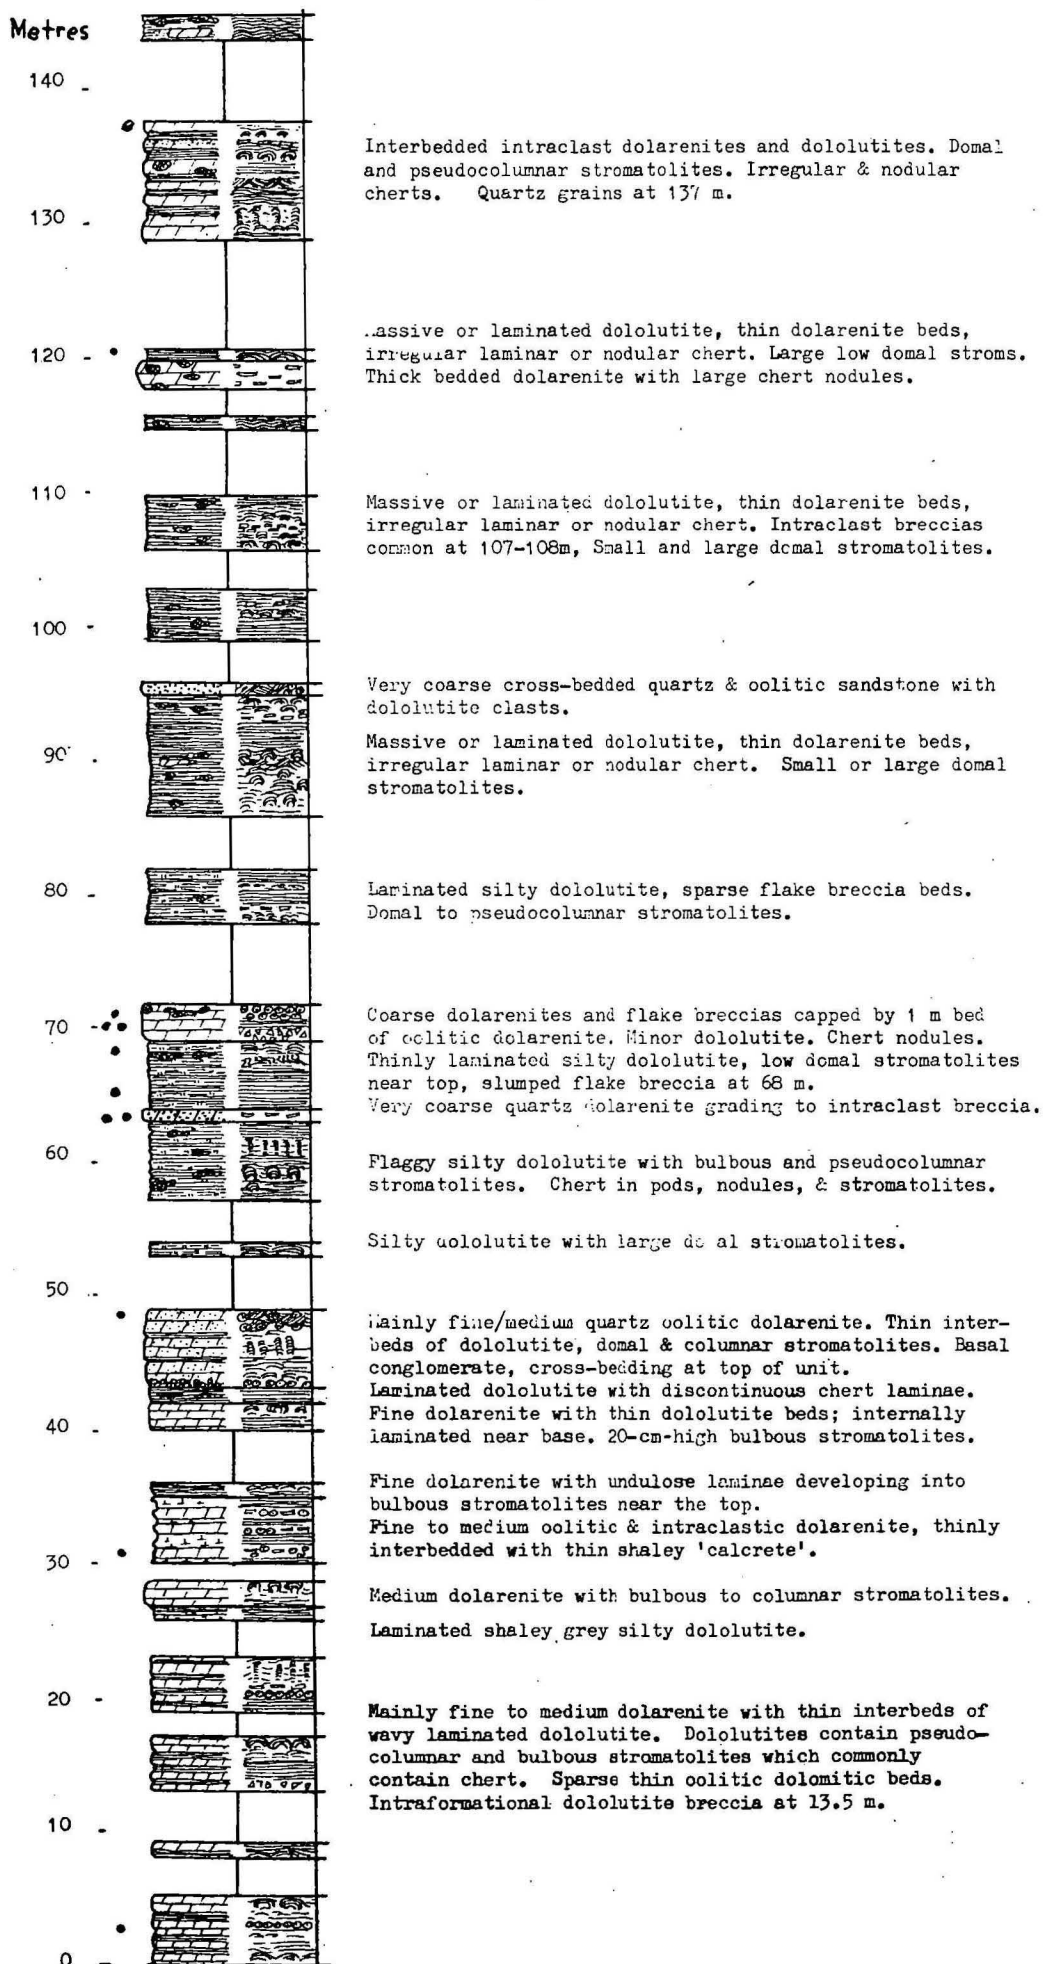 Metres
140
Interbedded intraclast dolarenites and dololutites. Domal
and pseudocolumnar stromatolites. Irregular & nodular
cherts. Quartz grains at 137 m.
130
massive or laminated dololutite, thin dolarenite beds,
120
irregular laminar or nodular chert. Large low domal stroms.
Thick bedded dolarenite with large chert nodules.
110
Massive or laminated dololutite, thin dolarenite beds,
irregular laminar or nodular chert. Intraclast breccias
common at 107-108m, Small and large domal stromatolites.
100
Very coarse cross-bedded quartz & oolitic sandstone with
dololutite clasts.
90
Massive or laminated dololutite, thin dolarenite beds,
irregular laminar or nodular chert. Small or large domal
stromatolites.
80
Laminated silty dololutite, sparse flake breccia beds.
Domal to pseudocolumnar stromatolites.
70
Coarse dolarenites and flake breccias capped by 1 m bed
of oolitic dolarenite. Minor dololutite. Chert nodules.
Thinly laminated silty dololutite, low domal stromatolites
near top, slumped flake breccia at 68 m.
Very coarse quartz dolarenite grading to intraclast breccia.
60
Flaggy silty dololutite with bulbous and pseudocolumnar
stromatolites. Chert in pods, nodules, & stromatolites.
Silty dololutite with large domal stromatolites.
50
Mainly fine/medium quartz oolitic dolarenite. Thin inter-
beds of dololutite, domal & columnar stromatolites. Basal
conglomerate, cross-bedding at top of unit.
Laminated dololutite with discontinuous chert laminae.
40
Fine dolarenite with thin dololutite beds; internally
laminated near base. 20-cm-high bulbous stromatolites.
Fine dolarenite with undulose laminae developing into
bulbous stromatolites near the top.
Fine to medium oolitic & intraclastic dolarenite, thinly
interbedded with thin shaley 'calcrete'.
30
Medium dolarenite with bulbous to columnar stromatolites.
Laminated shaley grey silty dololutite.
20
Mainly fine to medium dolarenite with thin interbeds of
wavy laminated dololutite. Dololutites contain pseudo-
columnar and bulbous stromatolites which commonly
contain chert. Sparse thin oolitic dolomitic beds.
Intraformational dololutite breccia at 13.5 m.
10
0